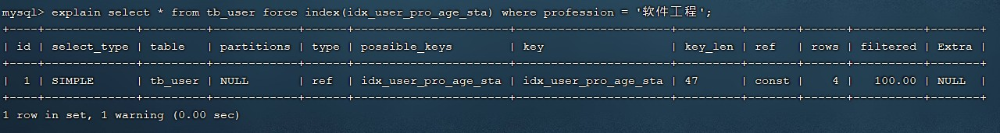 mysql> explain select * from tb_user force index(idx_user_pro_age_sta) where profession = '软件工程';
+----+-------------+---------+------------+------+----------------------+----------------------+---------+-------+------+----------+-------+
| id | select_type | table   | partitions | type | possible_keys        | key                  | key_len | ref   | rows | filtered | Extra |
+----+-------------+---------+------------+------+----------------------+----------------------+---------+-------+------+----------+-------+
|  1 | SIMPLE      | tb_user | NULL       | ref  | idx_user_pro_age_sta | idx_user_pro_age_sta | 47      | const |    4 |   100.00 | NULL  |
+----+-------------+---------+------------+------+----------------------+----------------------+---------+-------+------+----------+-------+
1 row in set, 1 warning (0.00 sec)